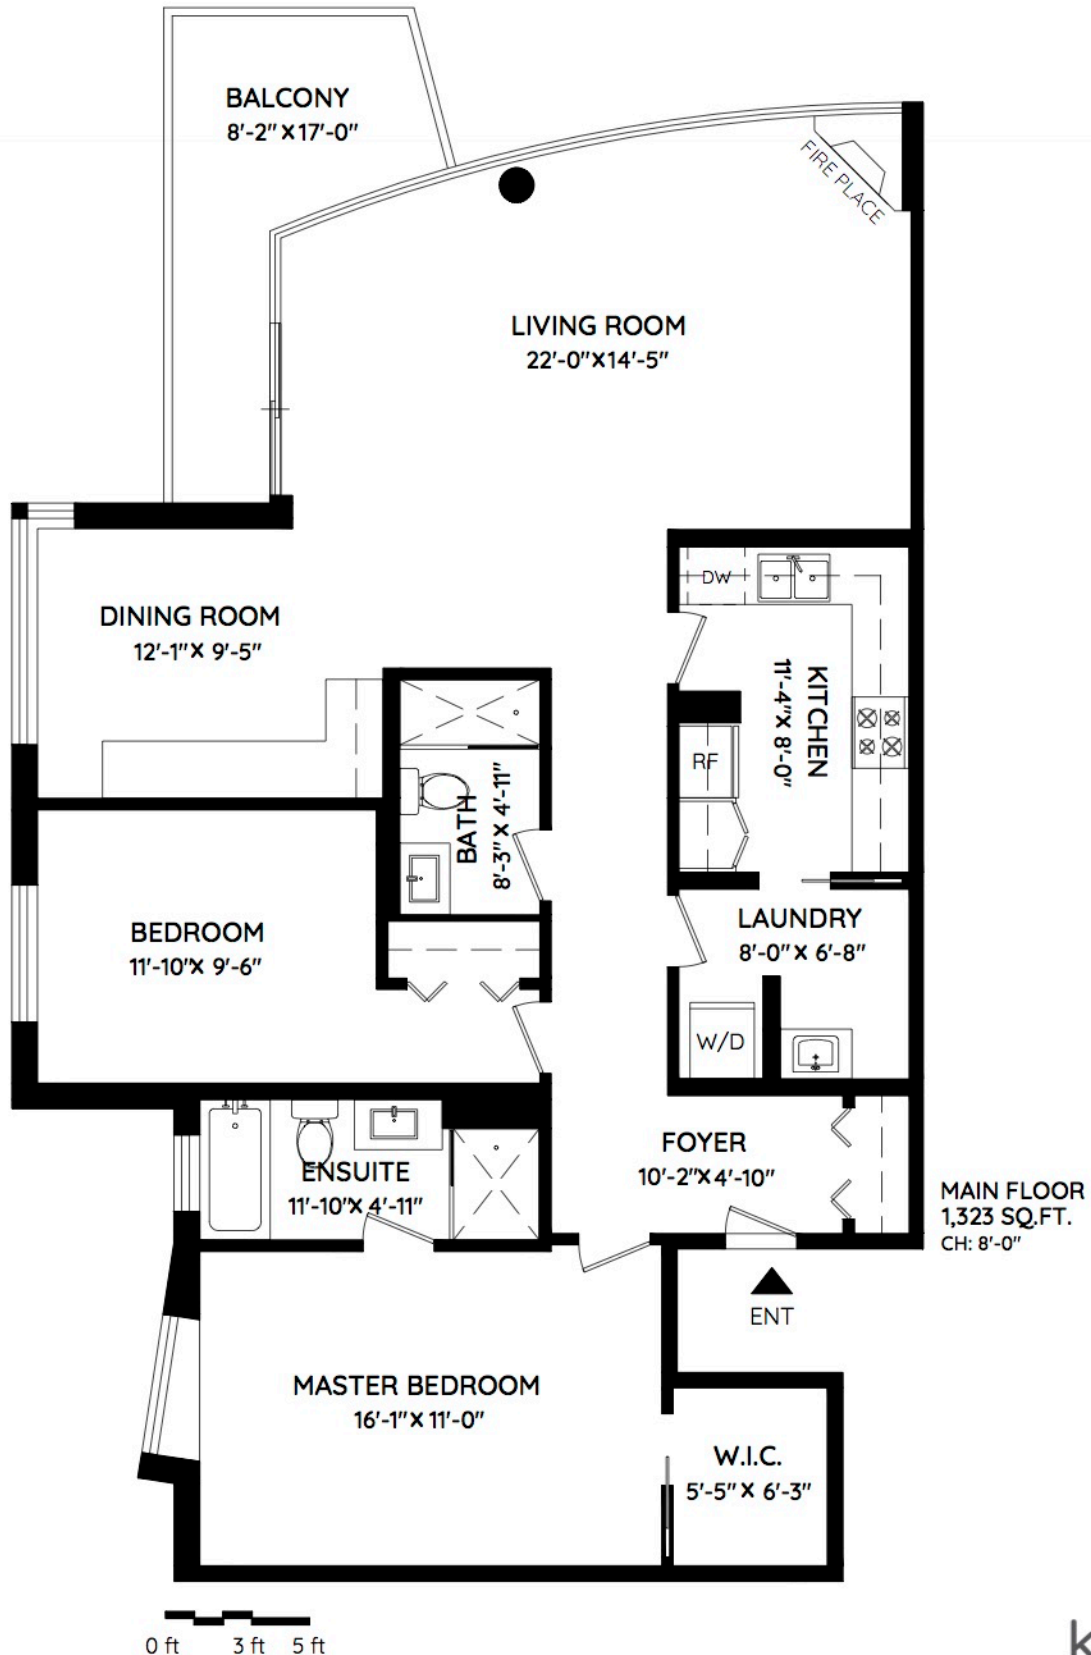 BALCONY
8'-2"X17'-0"
FIRE PLACE
LIVING ROOM
22'-0"X14'-5"
DINING ROOM
12'-1"X 9'-5"
DW
KITCHEN
11'-4"X 8'-0"
RF
BATH
8'-3"X 4'-11"
BEDROOM
11'-10"X 9'-6"
LAUNDRY
8'-0"X 6'-8"
W/D
FOYER
10'-2"X4'-10"
ENSUITE
11'-10"X 4'-11"
MAIN FLOOR
1,323 SQ.FT.
CH: 8'-0"
ENT
MASTER BEDROOM
16'-1"X 11'-0"
W.I.C.
5'-5"X 6'-3"
0 ft 3 ft 5 ft
k